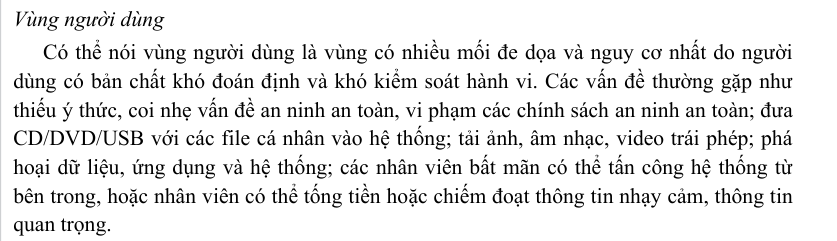 Vùng người dùng
Có thể nói vùng người dùng là vùng có nhiều mối đe dọa và nguy cơ nhất do người
dùng có bản chất khó đoán định và khó kiểm soát hành vi. Các vấn đề thường gặp như
thiếu ý thức, coi nhẹ vấn đề an ninh an toàn, vi phạm các chính sách an ninh an toàn; đưa
CD/DVD/USB với các file cá nhân vào hệ thống; tải ảnh, âm nhạc, video trái phép; phá
hoại dữ liệu, ứng dụng và hệ thống; các nhân viên bất mãn có thể tấn công hệ thống từ
bên trong, hoặc nhân viên có thể tống tiền hoặc chiếm đoạt thông tin nhạy cảm, thông tin
quan trọng.